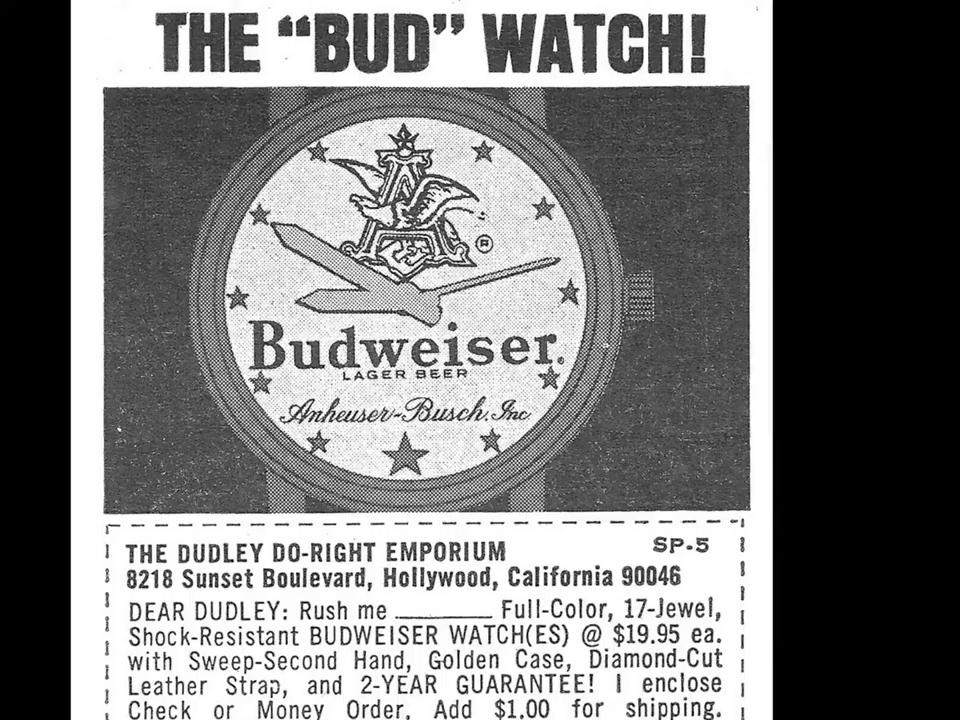 THE “BUD” WATCH!
A
®
Budweiser.
LAGER BEER
Anheuser-Busch, Inc.
THE DUDLEY DO-RIGHT EMPORIUM SP-5
8218 Sunset Boulevard, Hollywood, California 90046
DEAR DUDLEY: Rush me ________ Full-Color, 17-Jewel,
Shock-Resistant BUDWEISER WATCH(ES) @ $19.95 ea.
with Sweep-Second Hand, Golden Case, Diamond-Cut
Leather Strap, and 2-YEAR GUARANTEE! I enclose
Check or Money Order, Add $1.00 for shipping.